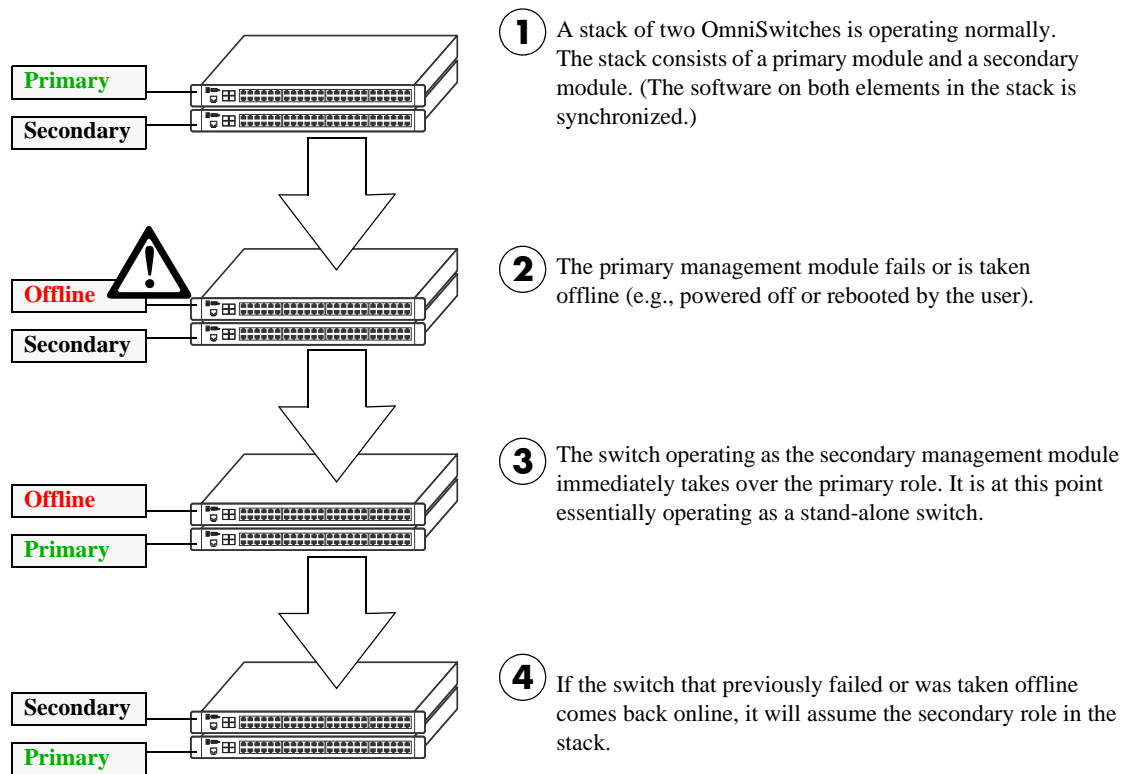 Primary
Secondary
1
A stack of two OmniSwitches is operating normally.
The stack consists of a primary module and a secondary
module. (The software on both elements in the stack is
synchronized.)
Offline
Secondary
2
The primary management module fails or is taken
offline (e.g., powered off or rebooted by the user).
Offline
Primary
3
The switch operating as the secondary management module
immediately takes over the primary role. It is at this point
essentially operating as a stand-alone switch.
Secondary
Primary
4
If the switch that previously failed or was taken offline
comes back online, it will assume the secondary role in the
stack.